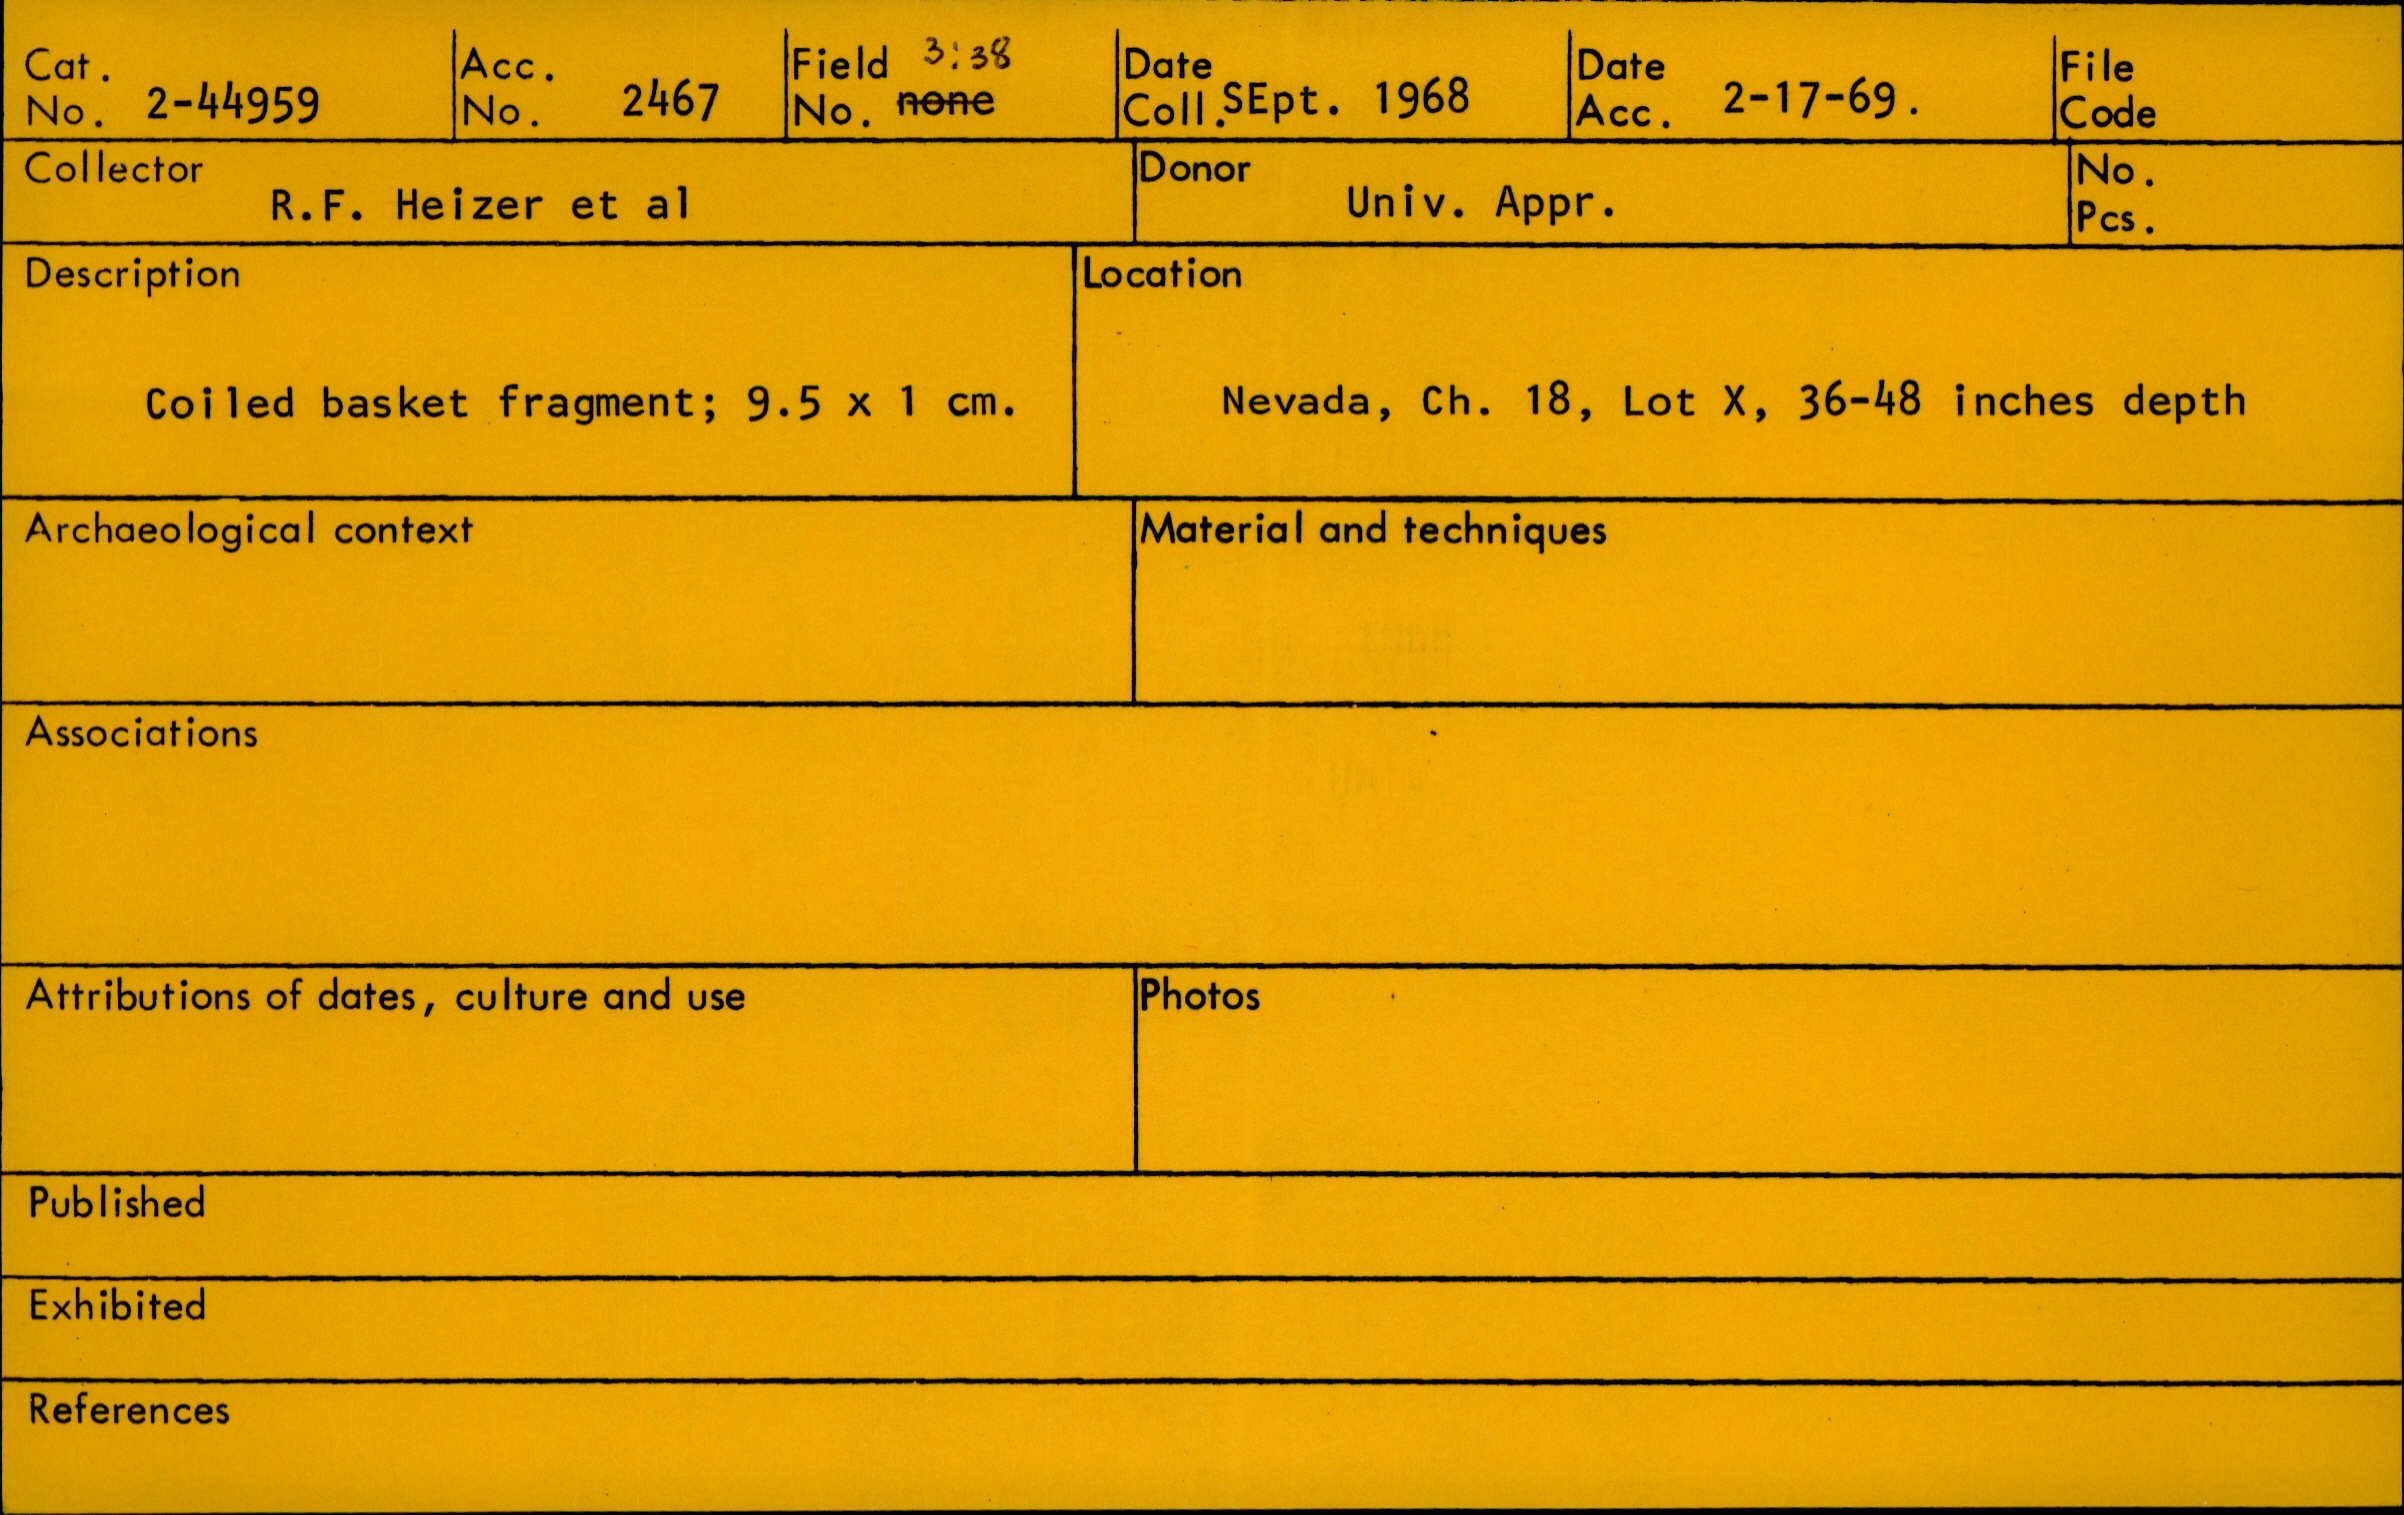 Cat. No. 2-44959
Acc. No. 2467
Field No. 3:38 none
Date Coll. SEpt. 1968
Date Acc. 2-17-69.
File Code
Collector R.F. Heizer et al
Donor Univ. Appr.
No. Pcs.
Description
Coiled basket fragment; 9.5 x 1 cm.
Location
Nevada, Ch. 18, Lot X, 36-48 inches depth
Archaeological context
Material and techniques
Associations
Attributions of dates, culture and use
Photos
Published
Exhibited
References